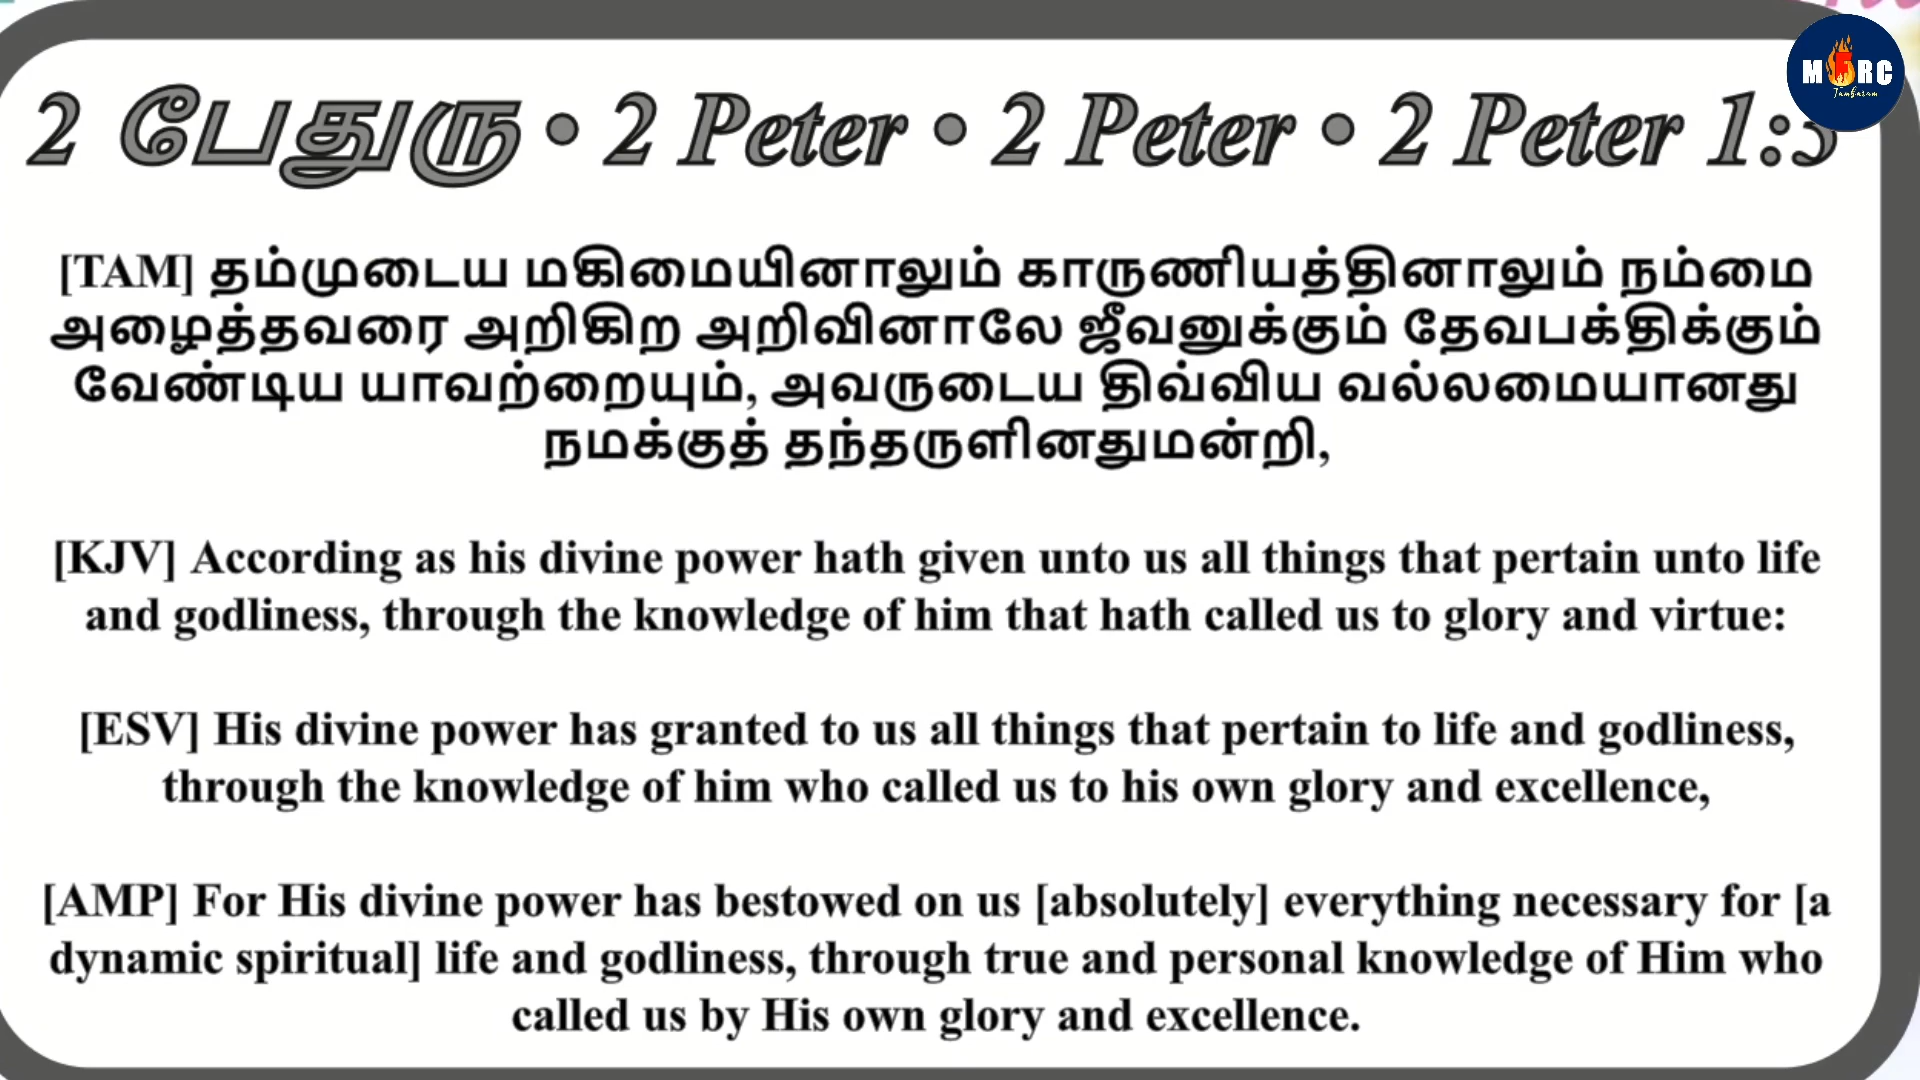 2 பேதுரு • 2 Peter • 2 Peter • 2 Peter 1:3
MFRC
Tambaram
[TAM] தம்முடைய மகிமையினாலும் காருணியத்தினாலும் நம்மை
அழைத்தவரை அறிகிற அறிவினாலே ஜீவனுக்கும் தேவபக்திக்கும்
வேண்டிய யாவற்றையும், அவருடைய திவ்விய வல்லமையானது
நமக்குத் தந்தருளினதுமன்றி,
[KJV] According as his divine power hath given unto us all things that pertain unto life
and godliness, through the knowledge of him that hath called us to glory and virtue:
[ESV] His divine power has granted to us all things that pertain to life and godliness,
through the knowledge of him who called us to his own glory and excellence,
[AMP] For His divine power has bestowed on us [absolutely] everything necessary for [a
dynamic spiritual] life and godliness, through true and personal knowledge of Him who
called us by His own glory and excellence.